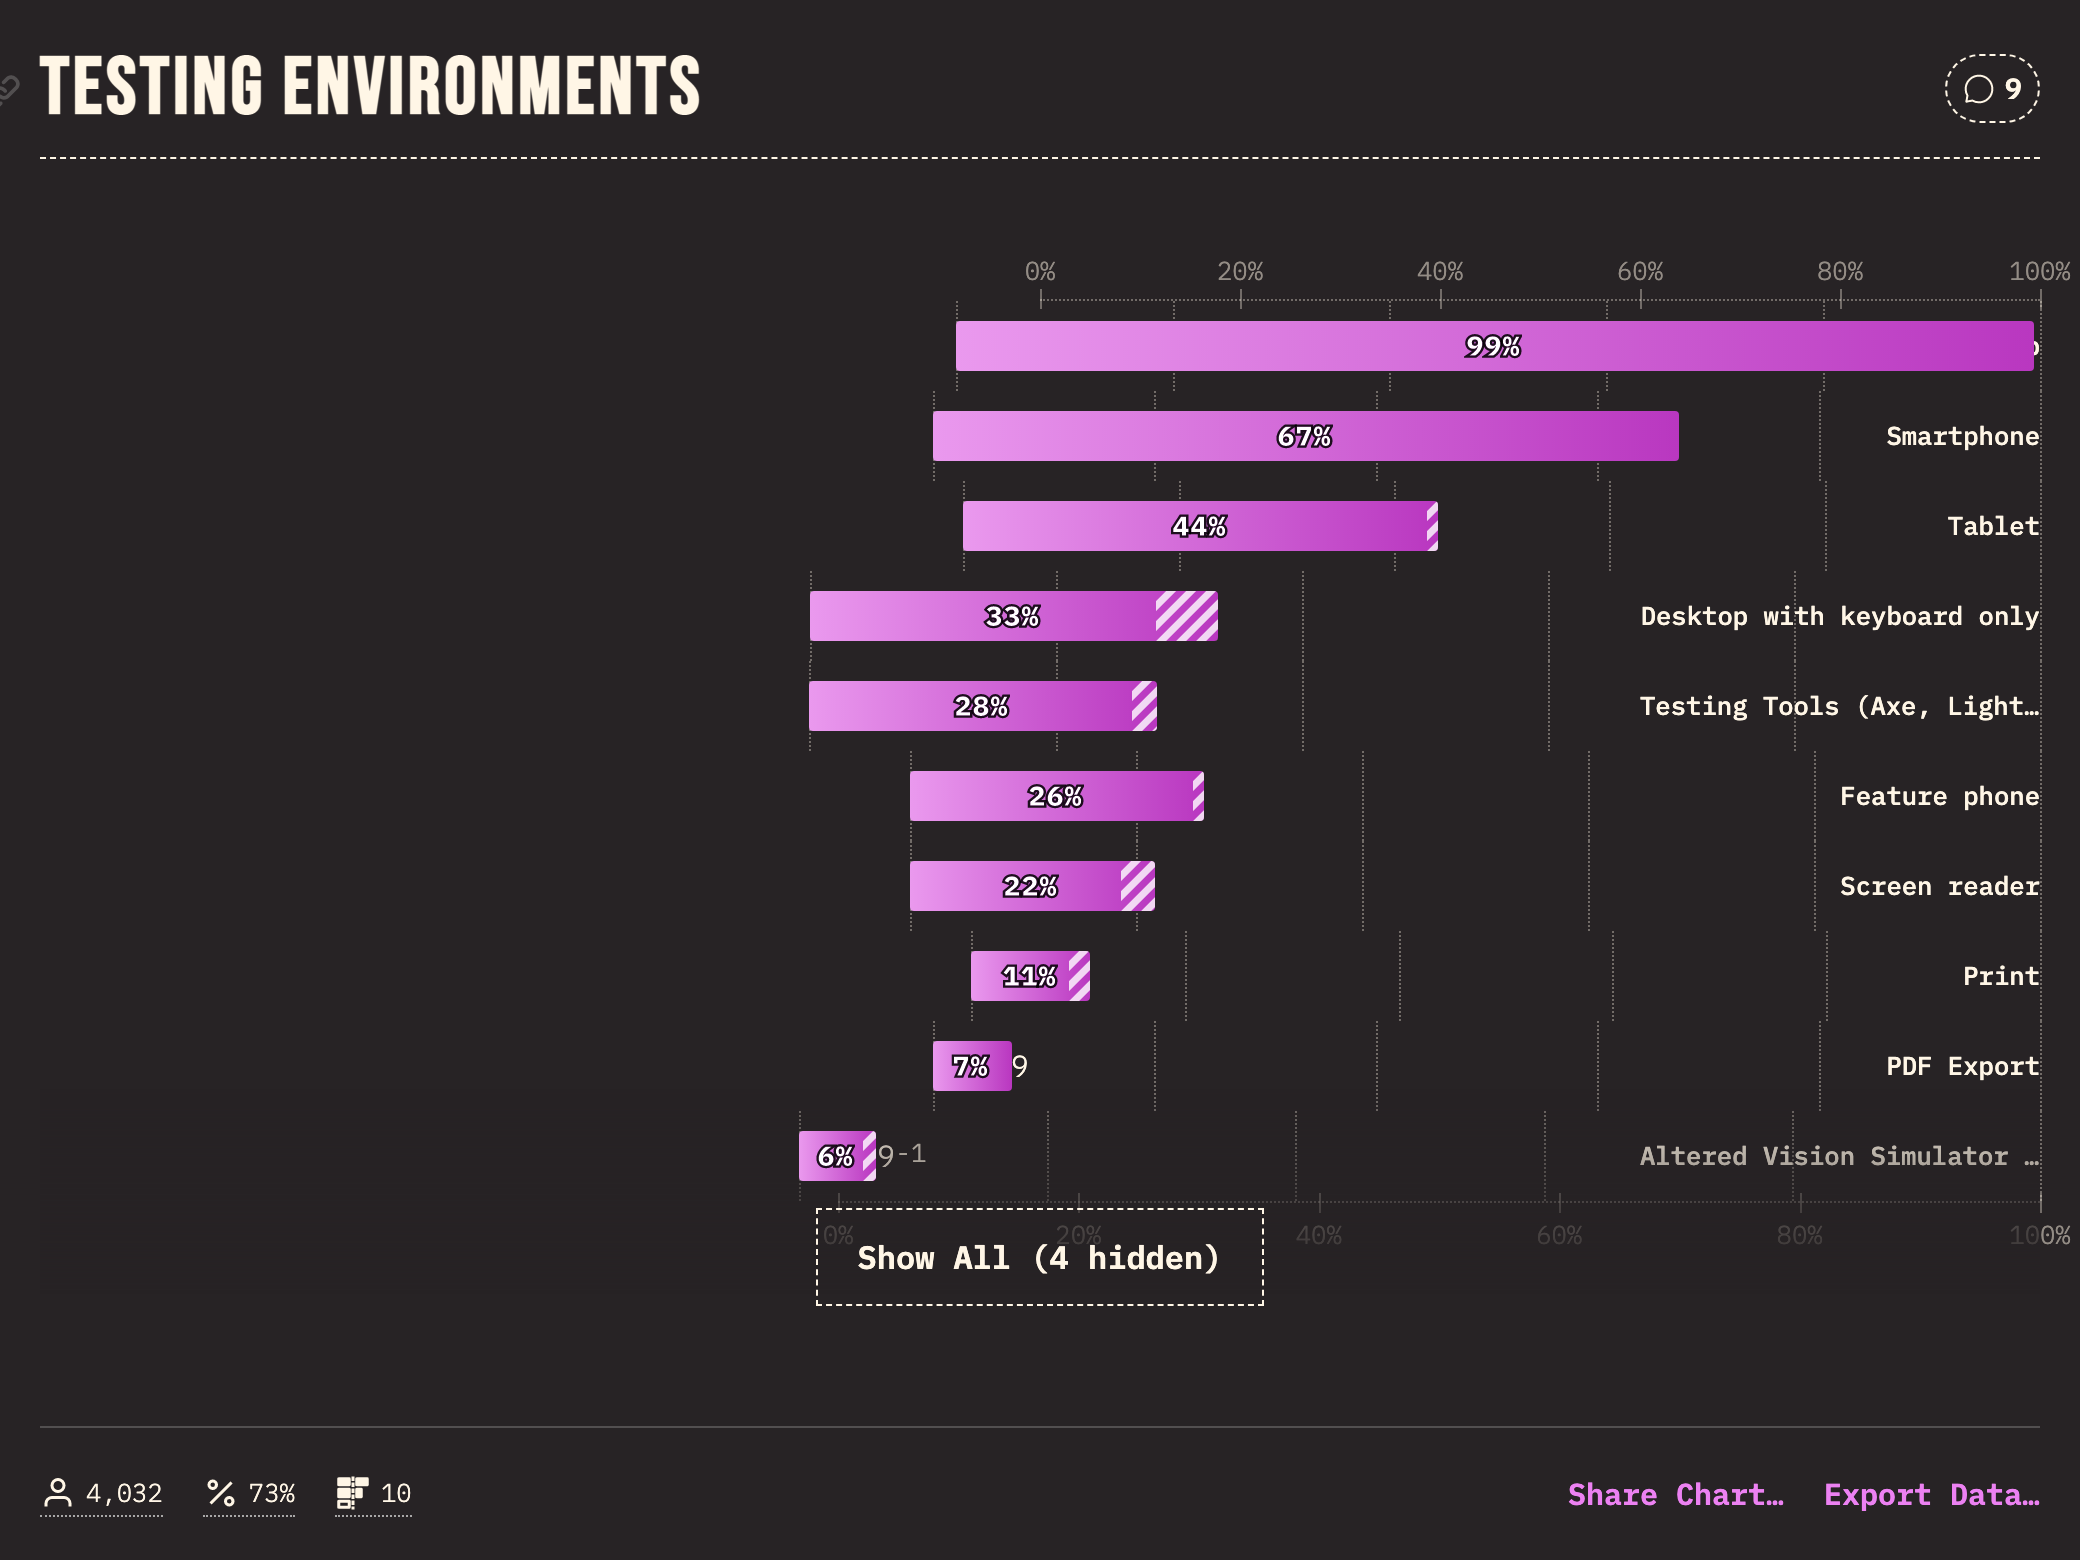 TESTING ENVIRONMENTS
9
0% 20% 40% 60% 80% 100%
99%
67% Smartphone
44% Tablet
33% Desktop with keyboard only
28% Testing Tools (Axe, Light…
26% Feature phone
22% Screen reader
11% Print
7% 9 PDF Export
6% 9-1 Altered Vision Simulator …
0% 20% 40% 60% 80% 100%
Show All (4 hidden)
4,032 73% 10
Share Chart… Export Data…